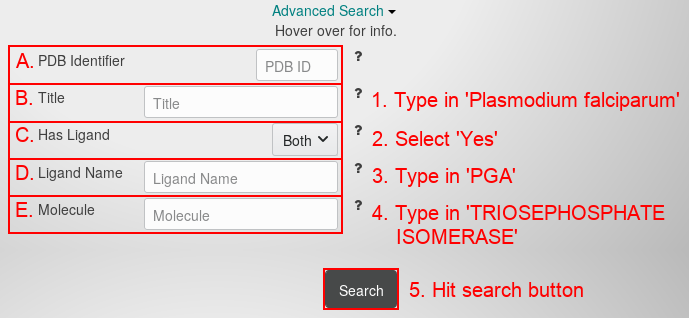 Advanced Search
Hover over for info.
A. PDB Identifier PDB ID ?
B. Title Title ? 1. Type in 'Plasmodium falciparum'
C. Has Ligand Both ? 2. Select 'Yes'
D. Ligand Name Ligand Name ? 3. Type in 'PGA'
E. Molecule Molecule ? 4. Type in 'TRIOSEPHOSPHATE
ISOMERASE'
Search 5. Hit search button